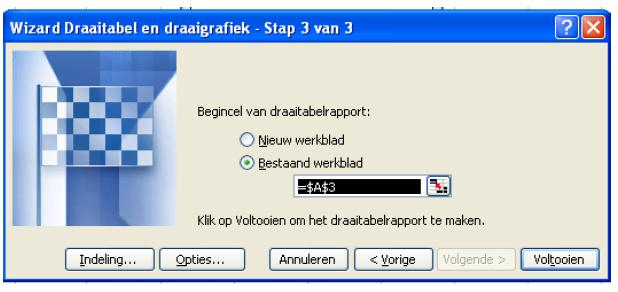 Wizard Draaitabel en draaigrafiek - Stap 3 van 3
Begincel van draaitabelrapport:
Nieuw werkblad
Bestaand werkblad
=$A$3
Klik op Voltooien om het draaitabelrapport te maken.
Indeling... Opties... Annuleren < Vorige Volgende > Voltooien